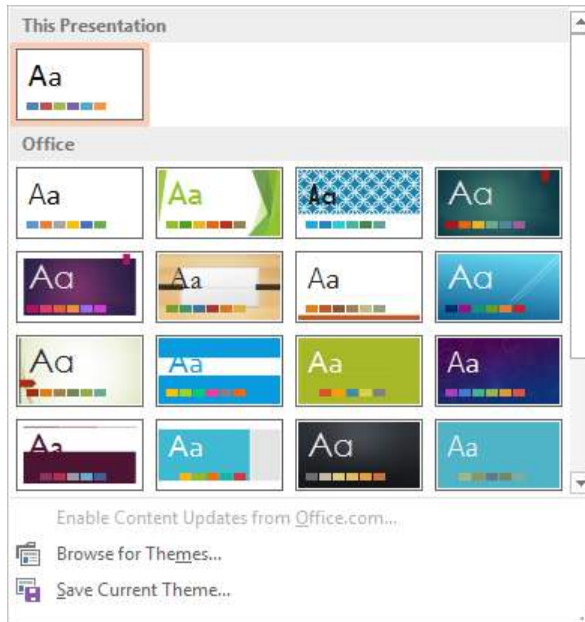 This Presentation
Aa
Office
Aa Aa Aa Aa
Aa Aa Aa Aa
Aa Aa Aa Aa
Aa Aa Aa Aa
Enable Content Updates from Office.com...
Browse for Themes...
Save Current Theme...